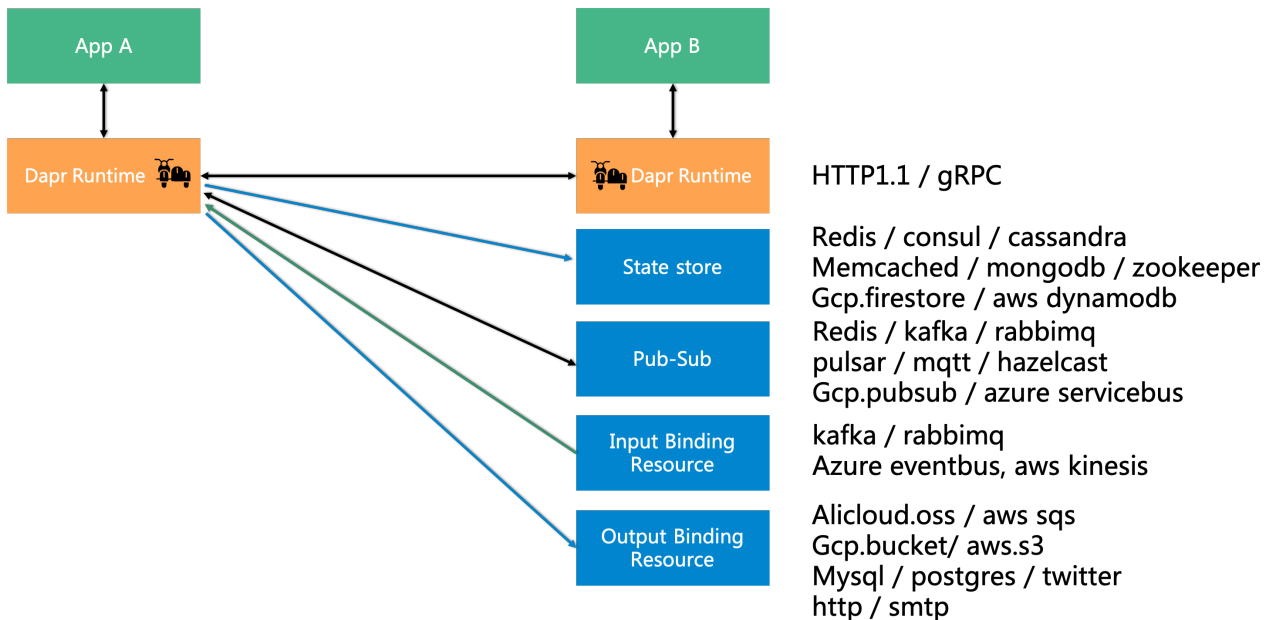 App A
App B
Dapr Runtime
Dapr Runtime
HTTP1.1 / gRPC
State store
Redis / consul / cassandra
Memcached / mongodb / zookeeper
Gcp.firestore / aws dynamodb
Pub-Sub
Redis / kafka / rabbimq
pulsar / mqtt / hazelcast
Gcp.pubsub / azure servicebus
Input Binding
Resource
kafka / rabbimq
Azure eventbus, aws kinesis
Output Binding
Resource
Alicloud.oss / aws sqs
Gcp.bucket/ aws.s3
Mysql / postgres / twitter
http / smtp